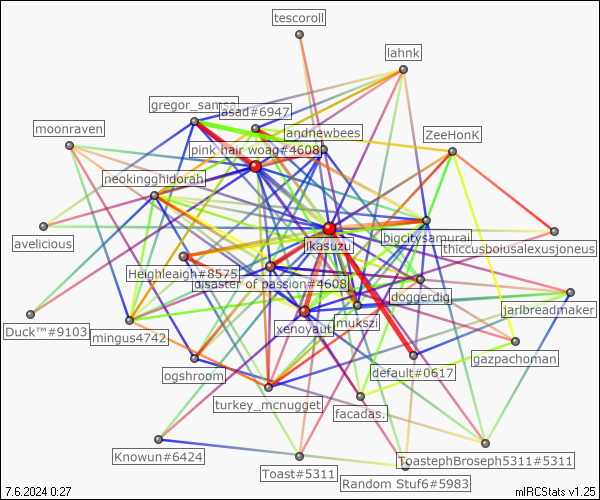 tescoroll
lahnk
gregor_samsa
asad#6947
moonraven
andnewbees
ZeeHonK
pink hair woag#4608
neokingghidorah
avelicious
ikasuzu
bigcitysamurai
thiccusboiusalexusjoneus
Heighleaigh#8575
disaster of passion#4608
doggerdig
jarlbreadmaker
Duck™#9103
mingus4742
xenoyaut
mukszi
gazpachoman
ogshroom
default#0617
turkey_mcnugget
facadas.
Knowun#6424
ToastephBroseph5311#5311
Toast#5311
Random Stuf6#5983
7.6.2024 0:27
mIRCStats v1.25